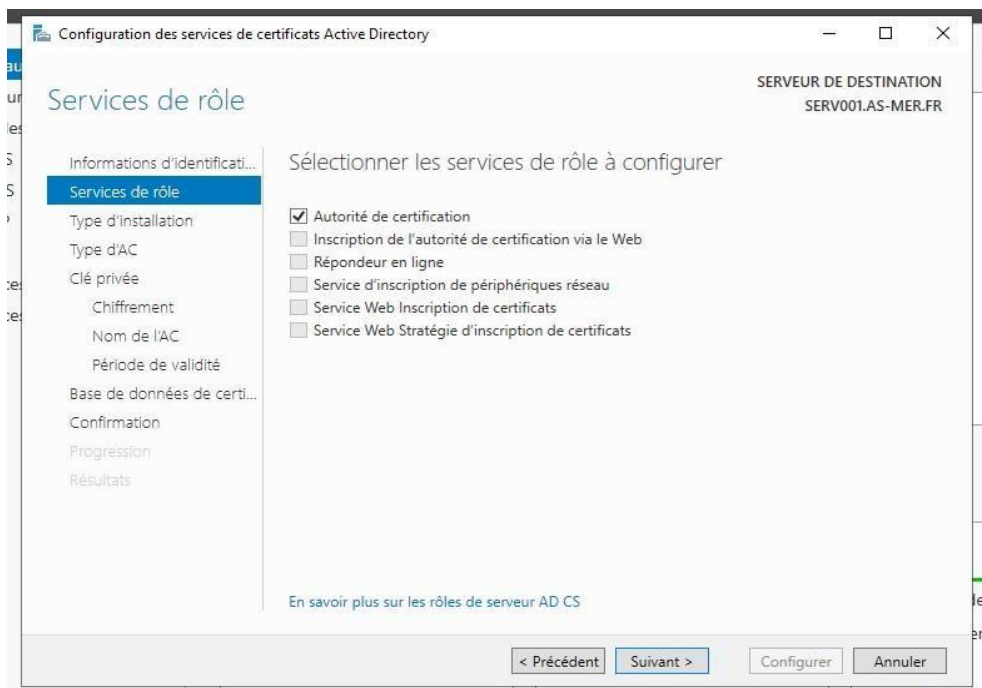 Configuration des services de certificats Active Directory
SERVEUR DE DESTINATION
SERV001.AS-MER.FR
Services de rôle
Informations d'identificati...
Services de rôle
Type d'installation
Type d'AC
Clé privée
Chiffrement
Nom de l'AC
Période de validité
Base de données de certi...
Confirmation
Progression
Résultats
Sélectionner les services de rôle à configurer
Autorité de certification
Inscription de l'autorité de certification via le Web
Répondeur en ligne
Service d'inscription de périphériques réseau
Service Web Inscription de certificats
Service Web Stratégie d'inscription de certificats
En savoir plus sur les rôles de serveur AD CS
< Précédent
Suivant >
Configurer
Annuler